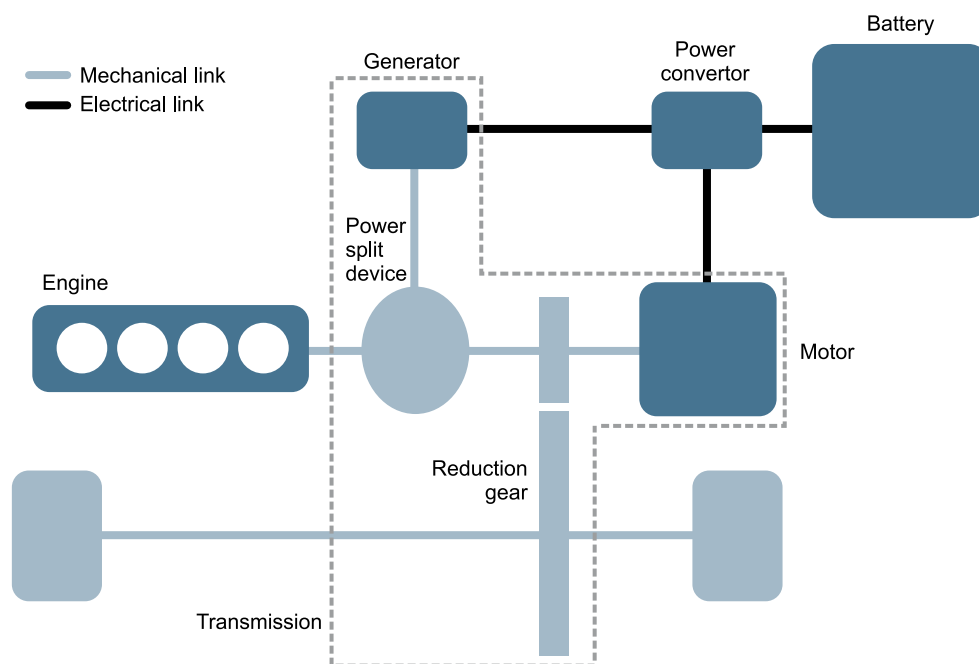 Battery
Generator
Power
convertor
Mechanical link
Electrical link
Power
split
device
Engine
Motor
Reduction
gear
Transmission